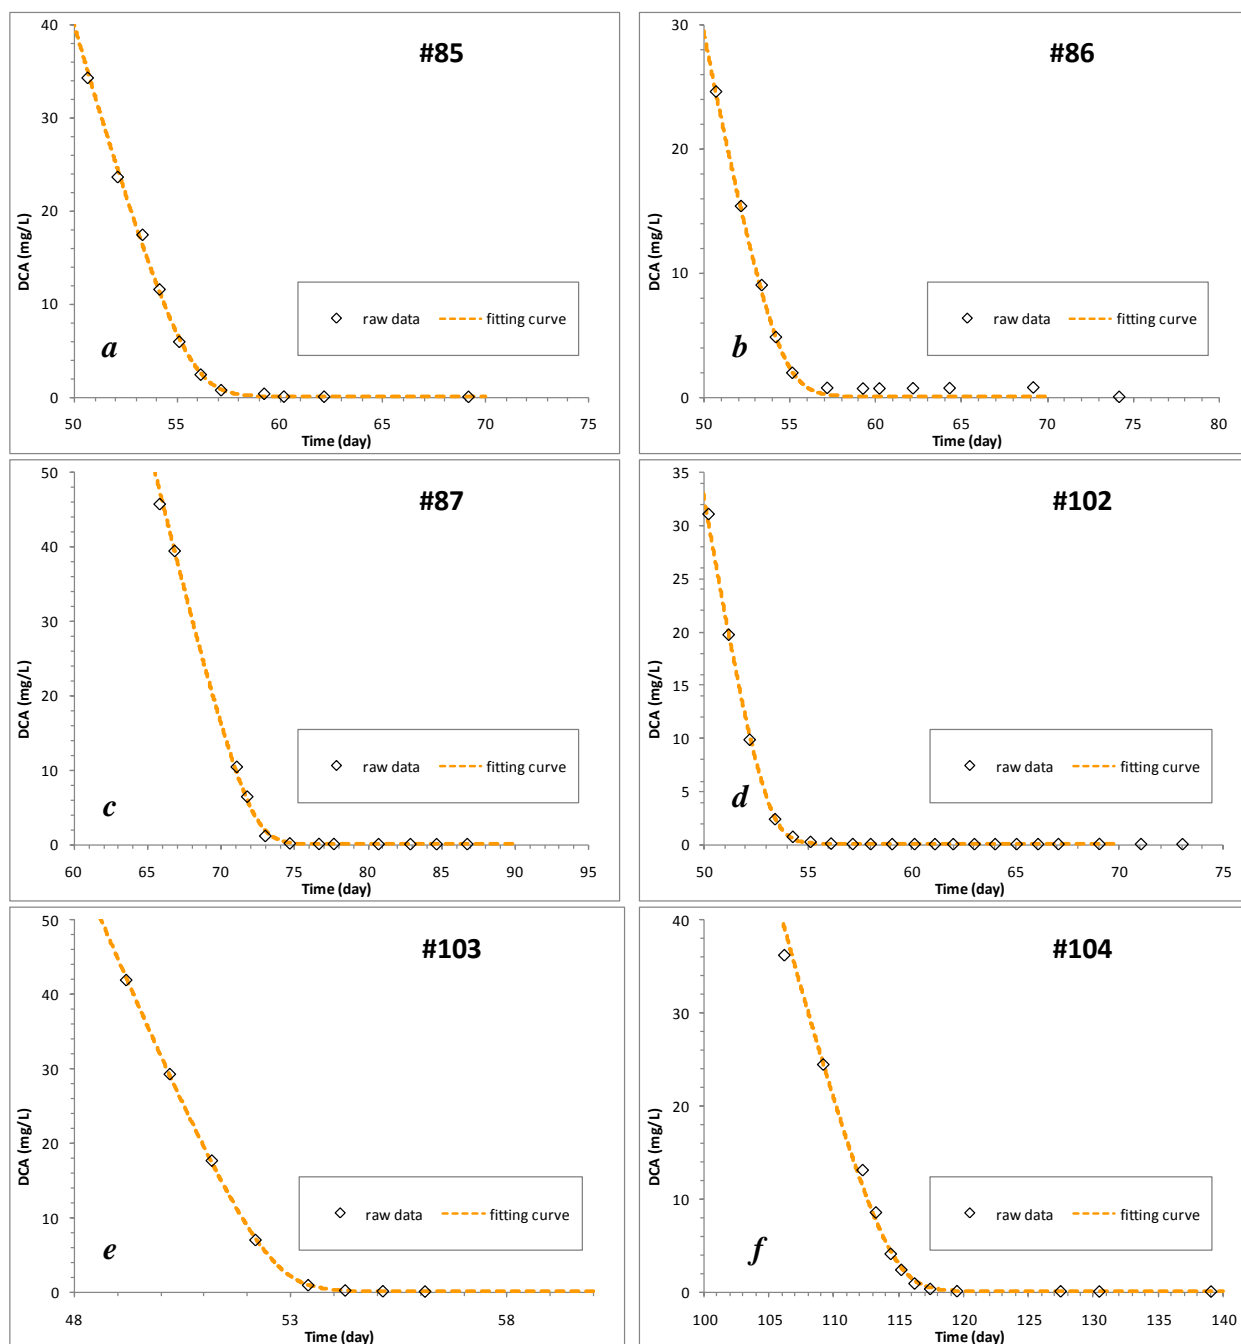 #85
DCA (mg/L)
40
30
20
10
0
raw data
fitting curve
a
50 55 60 65 70 75
Time (day)
#86
DCA (mg/L)
30
20
10
0
raw data
fitting curve
b
50 55 60 65 70 75 80
Time (day)
#87
DCA (mg/L)
50
40
30
20
10
0
raw data
fitting curve
c
60 65 70 75 80 85 90 95
Time (day)
#102
DCA (mg/L)
35
30
25
20
15
10
5
0
raw data
fitting curve
d
50 55 60 65 70 75
Time (day)
#103
DCA (mg/L)
50
40
30
20
10
0
raw data
fitting curve
e
48 53 58
Time (day)
#104
DCA (mg/L)
40
30
20
10
0
raw data
fitting curve
f
100 105 110 115 120 125 130 135 140
Time (day)